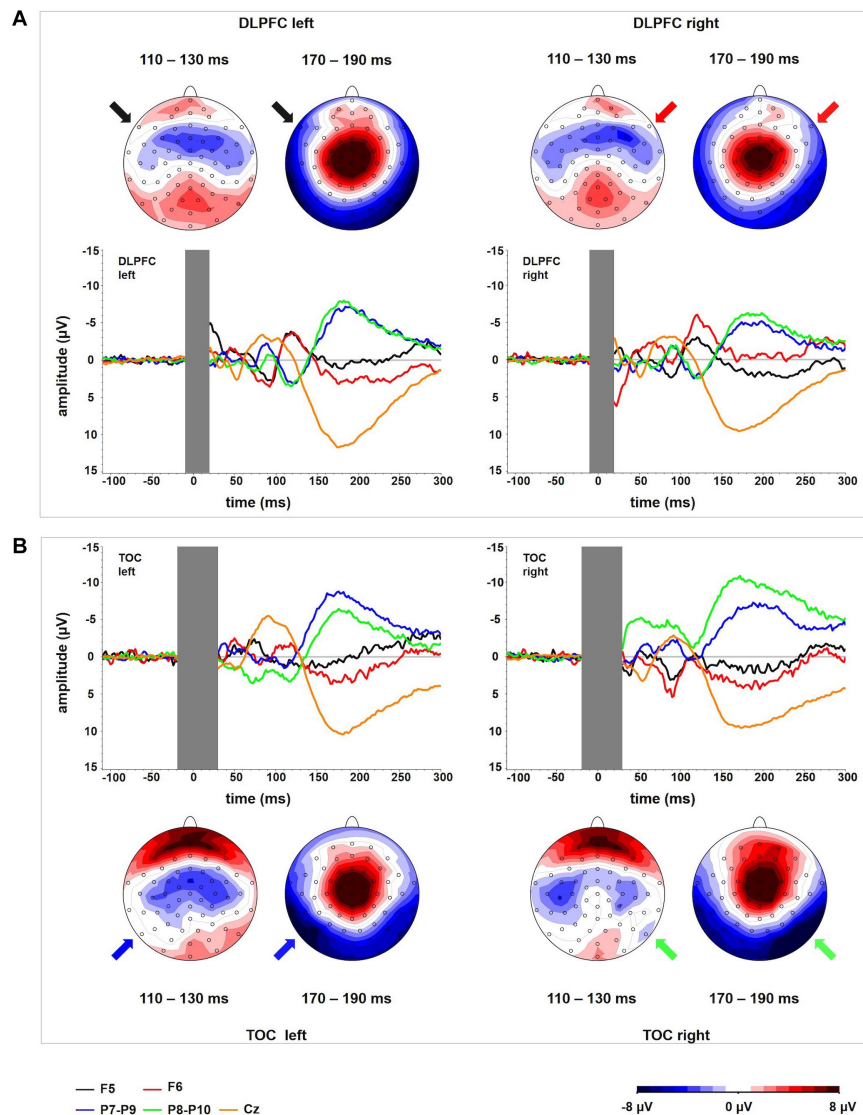 A
DLPFC left
DLPFC right
110 – 130 ms
170 – 190 ms
110 – 130 ms
170 – 190 ms
DLPFC
left
-15
-10
-5
0
5
10
15
amplitude (µV)
-100 -50 0 50 100 150 200 250 300
time (ms)
DLPFC
right
-15
-10
-5
0
5
10
15
-100 -50 0 50 100 150 200 250 300
time (ms)
B
TOC
left
-15
-10
-5
0
5
10
15
amplitude (µV)
-100 -50 0 50 100 150 200 250 300
time (ms)
TOC
right
-15
-10
-5
0
5
10
15
-100 -50 0 50 100 150 200 250 300
time (ms)
110 – 130 ms
170 – 190 ms
110 – 130 ms
170 – 190 ms
TOC left
TOC right
F5
F6
P7-P9
P8-P10
Cz
-8 µV
0 µV
8 µV